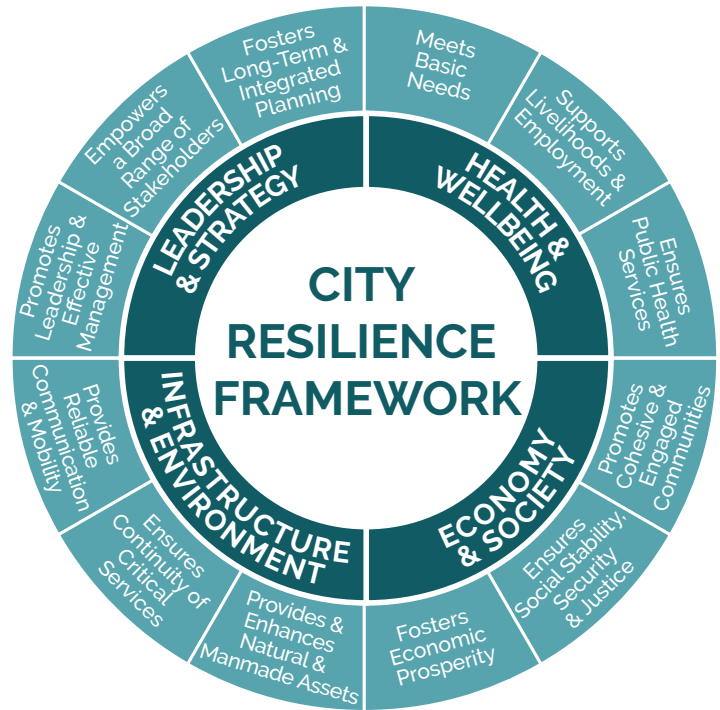 CITY
RESILIENCE
FRAMEWORK
HEALTH &
WELLBEING
ECONOMY
& SOCIETY
INFRASTRUCTURE
& ENVIRONMENT
LEADERSHIP
& STRATEGY
Meets
Basic
Needs
Supports
Livelihoods &
Employment
Ensures
Public Health
Services
Promotes
Cohesive &
Engaged
Communities
Ensures
Social Stability,
Security
& Justice
Fosters
Economic
Prosperity
Provides &
Enhances
Natural &
Manmade Assets
Ensures
Continuity of
Critical
Services
Provides
Reliable
Communication
& Mobility
Promotes
Leadership &
Effective
Management
Empowers
a Broad
Range of
Stakeholders
Fosters
Long-Term &
Integrated
Planning